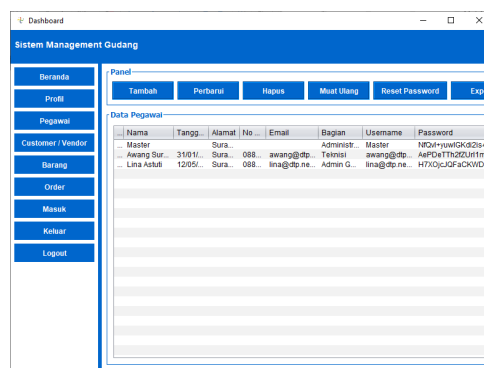 Dashboard
Sistem Management Gudang
Beranda
Profil
Pegawai
Customer / Vendor
Barang
Order
Masuk
Keluar
Logout
Panel
Tambah Perbarui Hapus Muat Ulang Reset Password Exp
Data Pegawai
... Nama Tangg... Alamat No ... Email Bagian Username Password
... Master Sura... Administr... Master
... Awang Sur... 31/01/... Sura... 088... awang@dtp... Teknisi awang@dtp...
... Lina Astuti 12/05/... Sura... 088... lina@dtp.ne... Admin G... lina@dtp.ne...